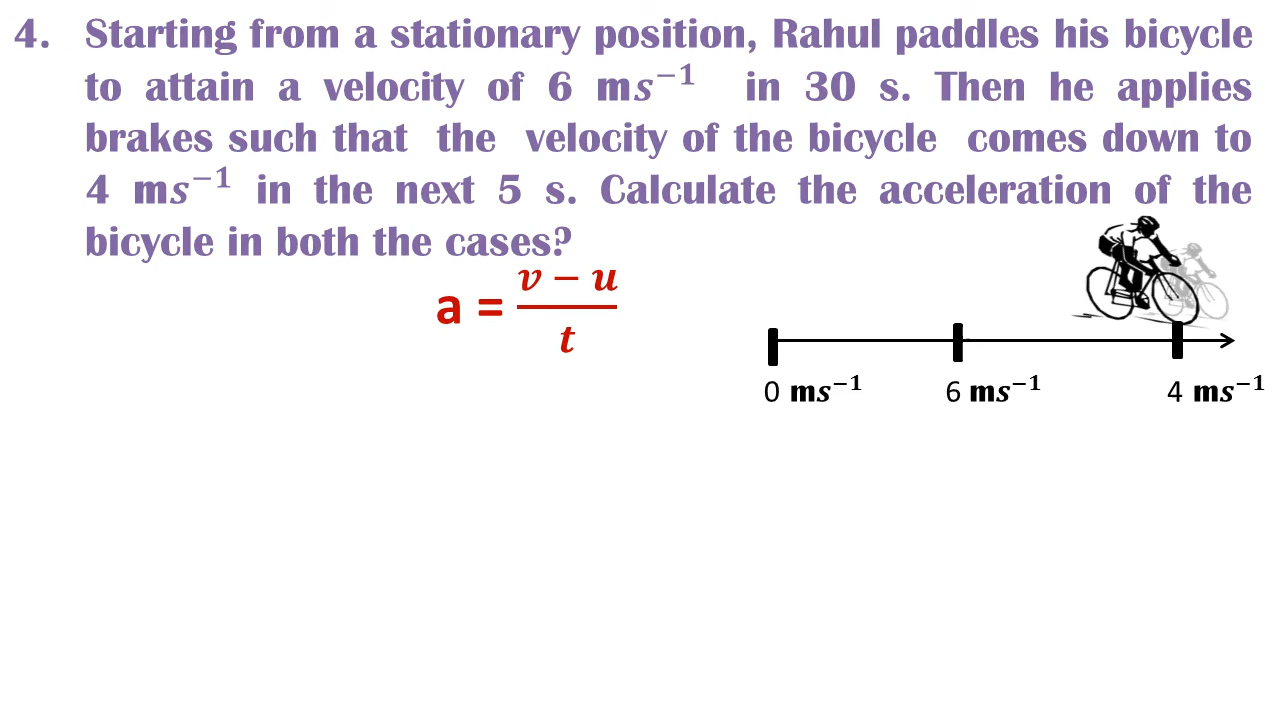 4. Starting from a stationary position, Rahul paddles his bicycle
to attain a velocity of 6 ms⁻¹ in 30 s. Then he applies
brakes such that the velocity of the bicycle comes down to
4 ms⁻¹ in the next 5 s. Calculate the acceleration of the
bicycle in both the cases?
a = (v − u)/t
0 ms⁻¹ 6 ms⁻¹ 4 ms⁻¹